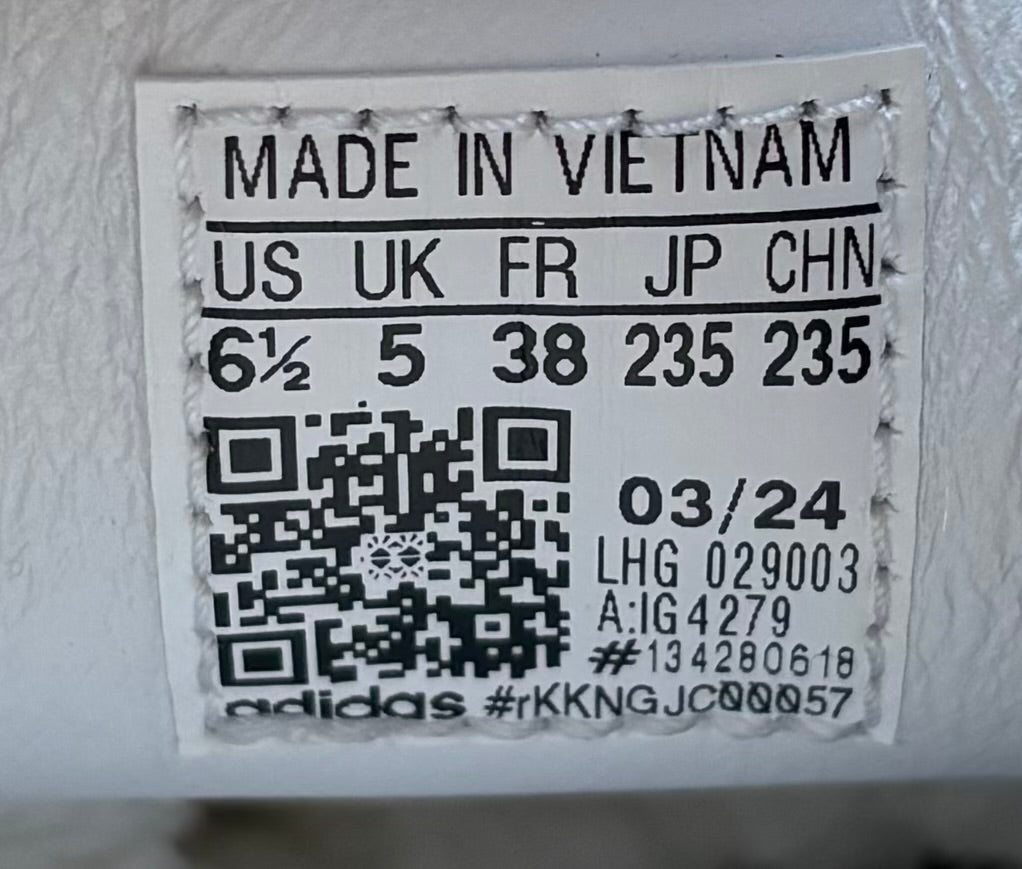 MADE IN VIETNAM
US UK FR JP CHN
6½ 5 38 235 235
03/24
LHG 029003
A:IG4279
#134280618
adidas #rKKNGJC00057